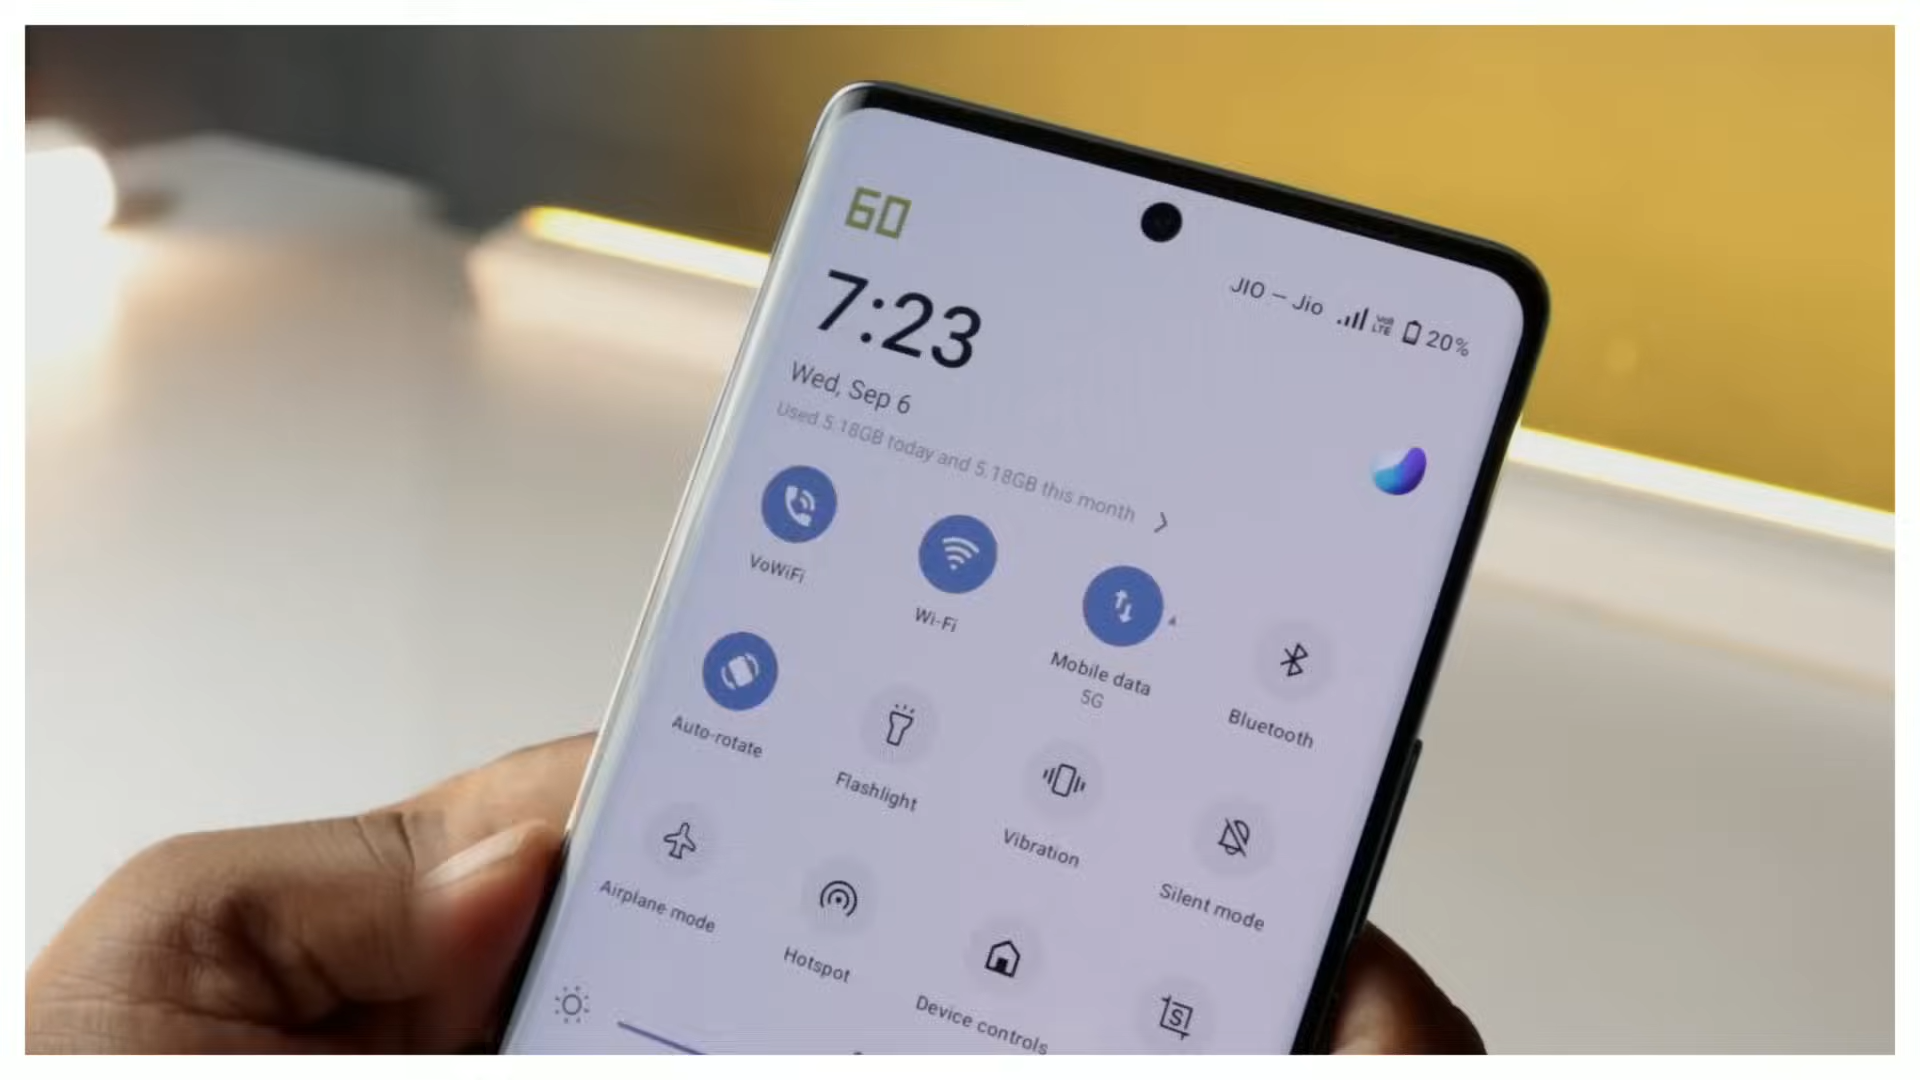 60
7:23
JIO — Jio VoLTE 20%
Wed, Sep 6
Used 5.18GB today and 5.18GB this month
VoWiFi
Wi-Fi
Mobile data
5G
Bluetooth
Auto-rotate
Flashlight
Vibration
Silent mode
Airplane mode
Hotspot
Device controls
S